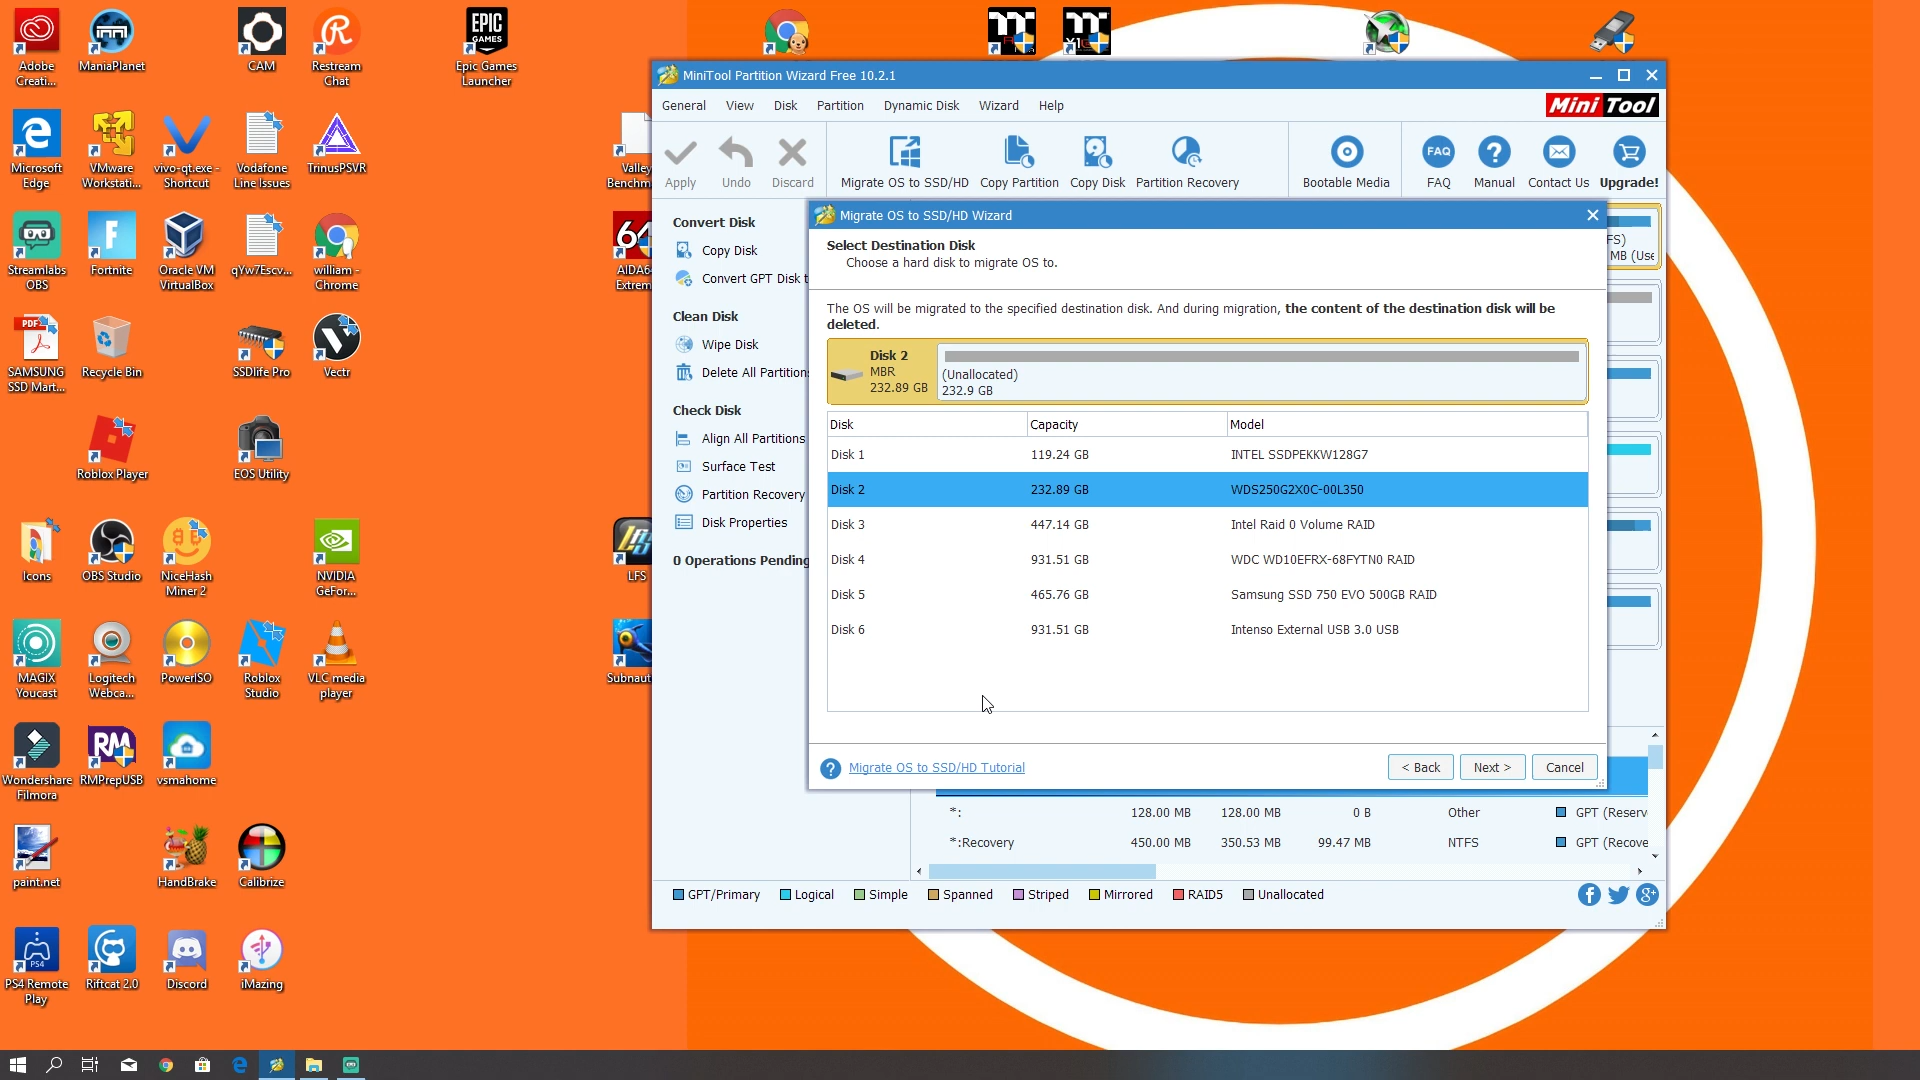 Adobe
Creati...
ManiaPlanet
CAM
Restream
Chat
EPIC
GAMES
Epic Games
Launcher
Microsoft
Edge
VMware
Workstati...
vivo-qt.exe -
Shortcut
Vodafone
Line Issues
TrinusPSVR
Valley
Benchm
Streamlabs
OBS
Fortnite
Oracle VM
VirtualBox
qYw7Escv...
william -
Chrome
64
AIDA64
Extrem
PDF
SAMSUNG
SSD Mart...
Recycle Bin
SSDlife Pro
Vectr
Roblox Player
EOS Utility
Icons
OBS Studio
NiceHash
Miner 2
NVIDIA
GeFor...
LFS
MAGIX
Youcast
Logitech
Webca...
PowerISO
Roblox
Studio
VLC media
player
Subnaut
Wondershare
Filmora
RM
RMPrepUSB
vsmahome
paint.net
HandBrake
Calibrize
PS4
PS4 Remote
Play
Riftcat 2.0
Discord
iMazing
MiniTool Partition Wizard Free 10.2.1
General View Disk Partition Dynamic Disk Wizard Help
Mini Tool
Apply Undo Discard Migrate OS to SSD/HD Copy Partition Copy Disk Partition Recovery Bootable Media FAQ Manual Contact Us Upgrade!
FAQ
Convert Disk
Copy Disk
Convert GPT Disk t
Clean Disk
Wipe Disk
Delete All Partition
Check Disk
Align All Partitions
Surface Test
Partition Recovery
Disk Properties
0 Operations Pending
FS)
MB (Use
Migrate OS to SSD/HD Wizard
Select Destination Disk
Choose a hard disk to migrate OS to.
The OS will be migrated to the specified destination disk. And during migration, the content of the destination disk will be
deleted.
Disk 2
MBR
232.89 GB
(Unallocated)
232.9 GB
Disk Capacity Model
Disk 1 119.24 GB INTEL SSDPEKKW128G7
Disk 2 232.89 GB WDS250G2X0C-00L350
Disk 3 447.14 GB Intel Raid 0 Volume RAID
Disk 4 931.51 GB WDC WD10EFRX-68FYTN0 RAID
Disk 5 465.76 GB Samsung SSD 750 EVO 500GB RAID
Disk 6 931.51 GB Intenso External USB 3.0 USB
Migrate OS to SSD/HD Tutorial
< Back Next > Cancel
*: 128.00 MB 128.00 MB 0 B Other GPT (Reserv
*:Recovery 450.00 MB 350.53 MB 99.47 MB NTFS GPT (Recove
GPT/Primary Logical Simple Spanned Striped Mirrored RAID5 Unallocated